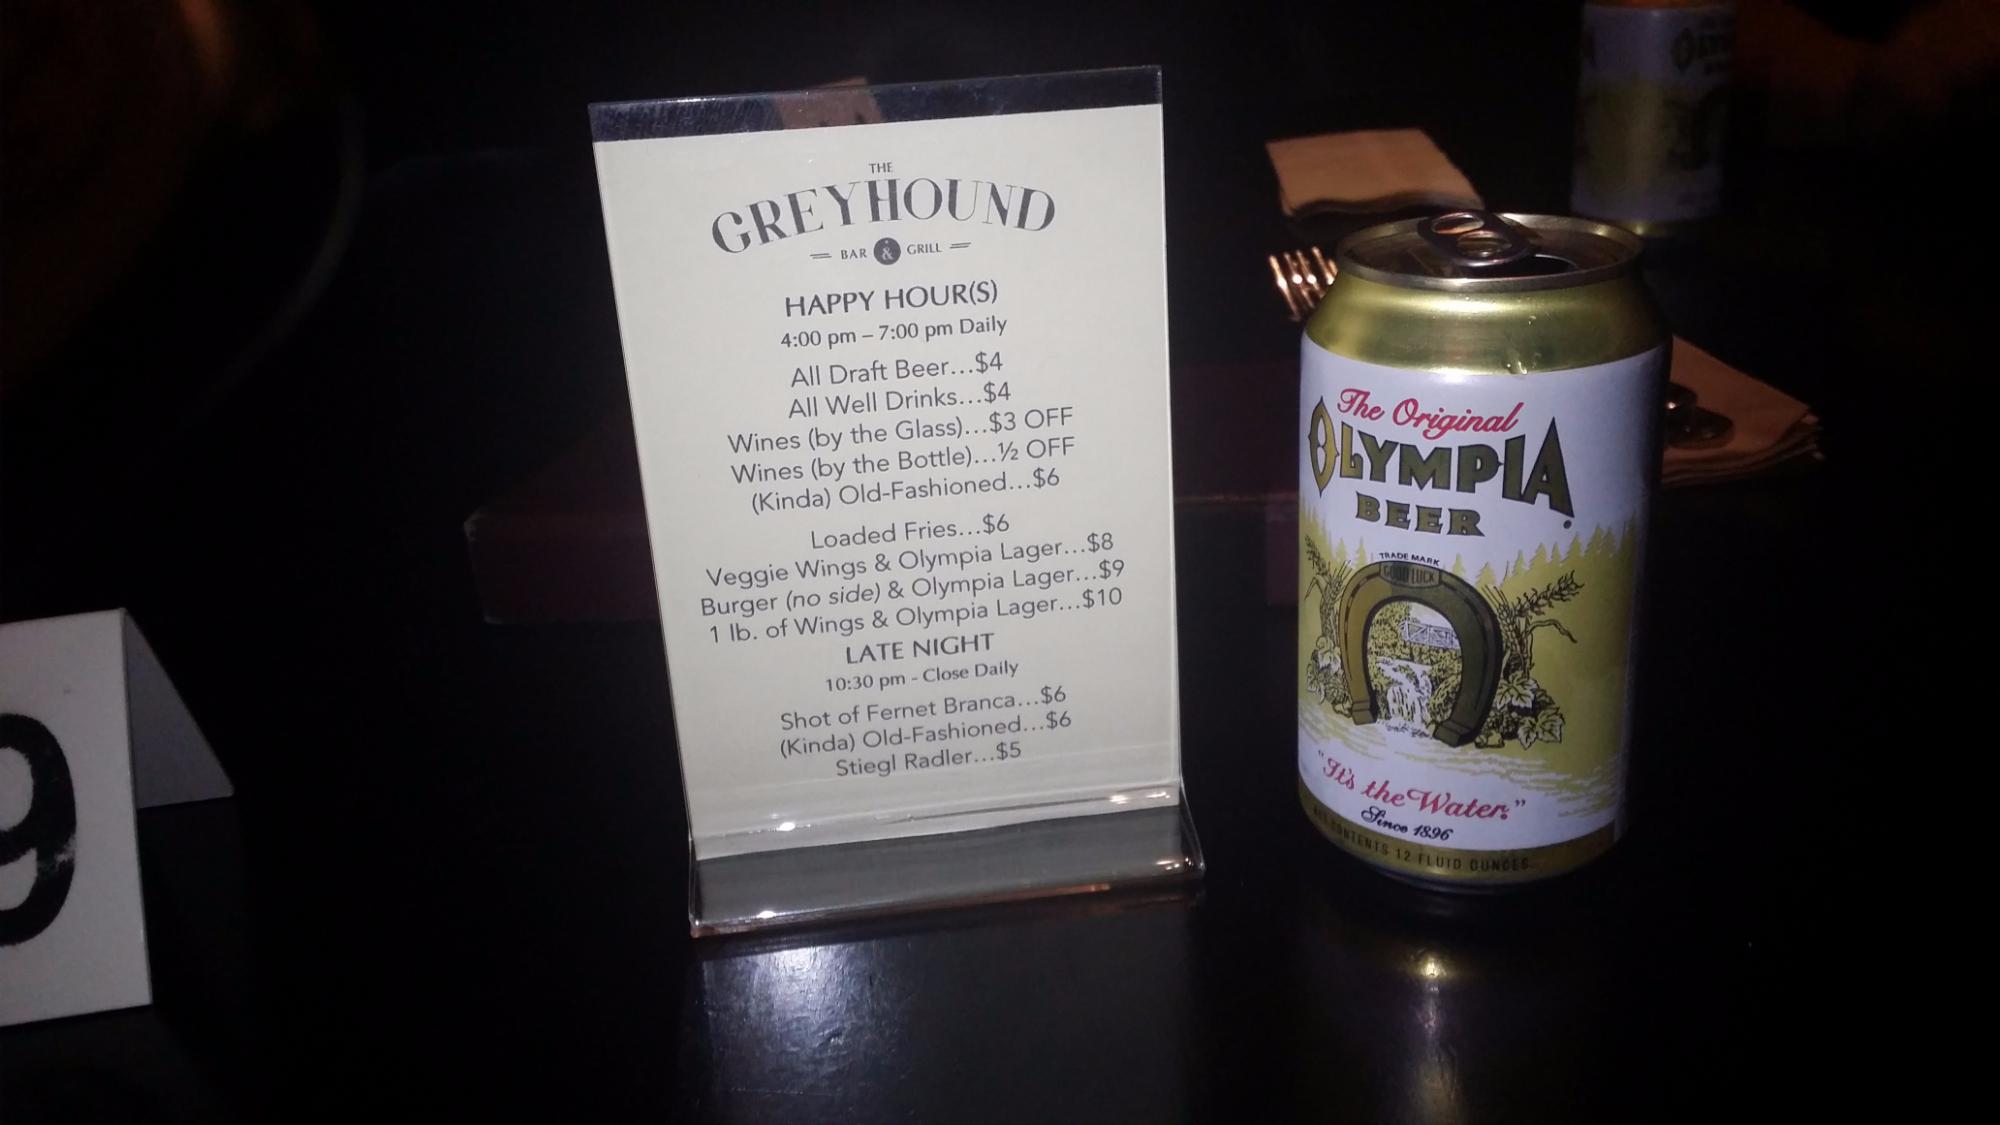 THE
GREYHOUND
BAR & GRILL
HAPPY HOUR(S)
4:00 pm – 7:00 pm Daily
All Draft Beer...$4
All Well Drinks...$4
Wines (by the Glass)...$3 OFF
Wines (by the Bottle)...½ OFF
(Kinda) Old-Fashioned...$6
Loaded Fries...$6
Veggie Wings & Olympia Lager...$8
Burger (no side) & Olympia Lager...$9
1 lb. of Wings & Olympia Lager...$10
LATE NIGHT
10:30 pm - Close Daily
Shot of Fernet Branca...$6
(Kinda) Old-Fashioned...$6
Stiegl Radler...$5
The Original
OLYMPIA
BEER
TRADE MARK
GOOD LUCK
"It's the Water."
Since 1896
CONTENTS 12 FLUID OUNCES
9